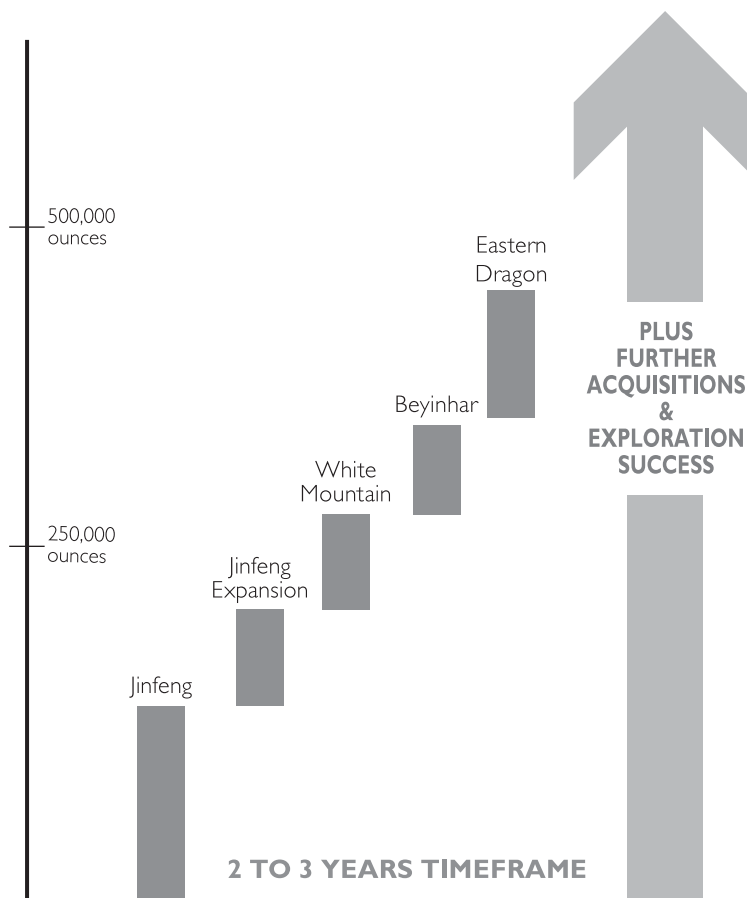 500,000
ounces
Eastern
Dragon
PLUS
FURTHER
ACQUISITIONS
&
EXPLORATION
SUCCESS
Beyinhar
White
Mountain
250,000
ounces
Jinfeng
Expansion
Jinfeng
2 TO 3 YEARS TIMEFRAME